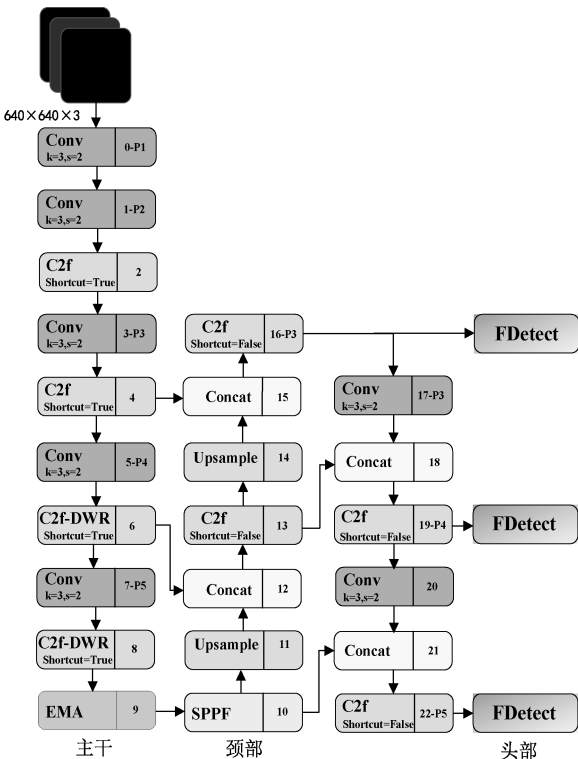 640×640×3
Conv
k=3,s=2
0-P1
Conv
k=3,s=2
1-P2
C2f
Shortcut=True
2
Conv
k=3,s=2
3-P3
C2f
Shortcut=True
4
Conv
k=3,s=2
5-P4
C2f-DWR
Shortcut=True
6
Conv
k=3,s=2
7-P5
C2f-DWR
Shortcut=True
8
EMA
9
主干
C2f
Shortcut=False
16-P3
Concat
15
Upsample
14
C2f
Shortcut=False
13
Concat
12
Upsample
11
SPPF
10
颈部
Conv
k=3,s=2
17-P3
Concat
18
C2f
Shortcut=False
19-P4
Conv
k=3,s=2
20
Concat
21
C2f
Shortcut=False
22-P5
FDetect
FDetect
FDetect
头部